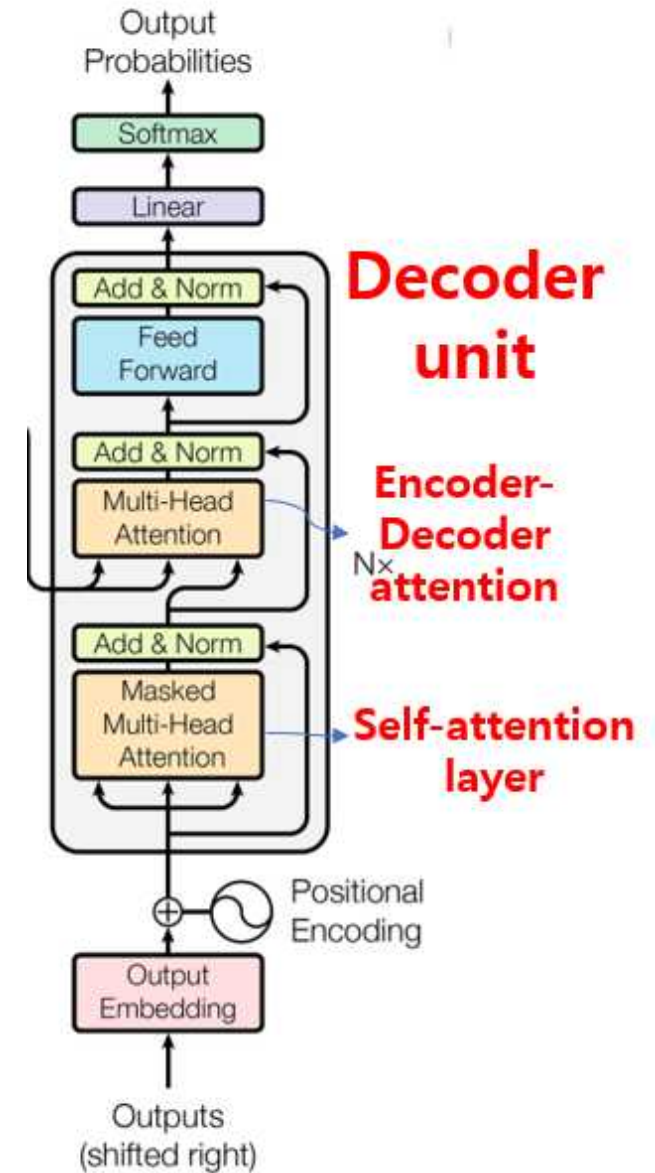 Output
Probabilities
Softmax
Linear
Add & Norm
Feed
Forward
Decoder
unit
Add & Norm
Multi-Head
Attention
Encoder-
Decoder
N×
attention
Add & Norm
Masked
Multi-Head
Attention
Self-attention
layer
Positional
Encoding
Output
Embedding
Outputs
(shifted right)